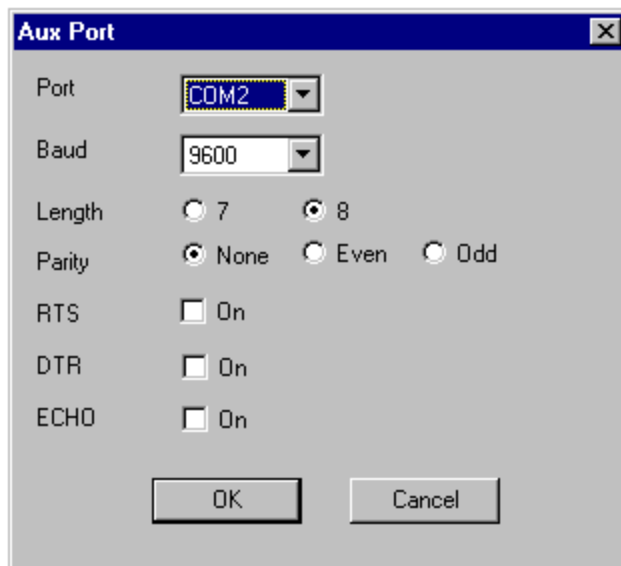 Aux Port
Port COM2
Baud 9600
Length 7 8
Parity None Even Odd
RTS On
DTR On
ECHO On
OK Cancel